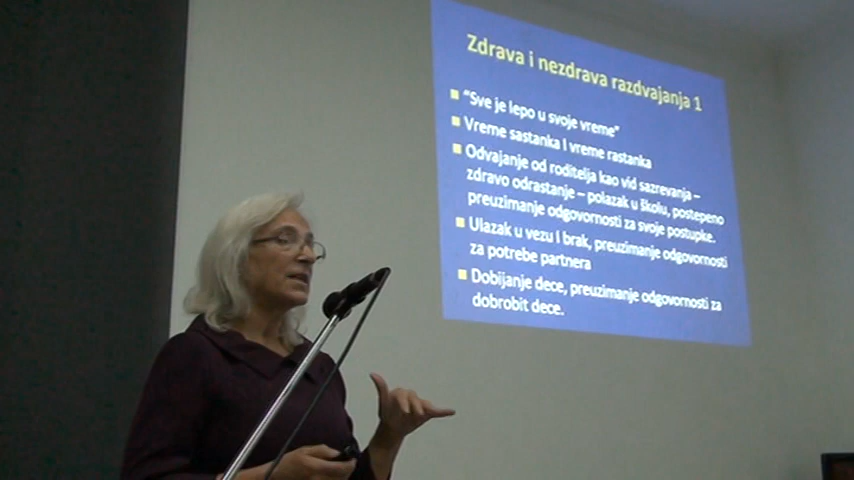 Zdrava i nezdrava razdvajanja 1
"Sve je lepo u svoje vreme"
Vreme sastanka I vreme rastanka
Odvajanje od roditelja kao vid sazrevanja –
zdravo odrastanje – polazak u školu, postepeno
preuzimanje odgovornosti za svoje postupke.
Ulazak u vezu I brak, preuzimanje odgovornosti
za potrebe partnera
Dobijanje dece, preuzimanje odgovornosti za
dobrobit dece.